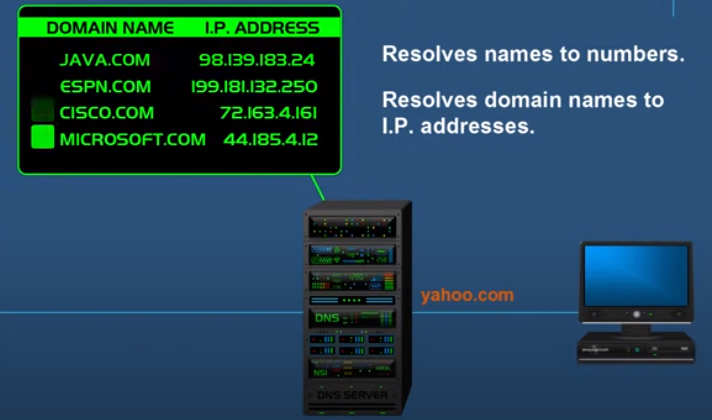 DOMAIN NAME I.P. ADDRESS
JAVA.COM 98.139.183.24
ESPN.COM 199.181.132.250
CISCO.COM 72.163.4.161
MICROSOFT.COM 44.185.4.12
Resolves names to numbers.
Resolves domain names to
I.P. addresses.
yahoo.com
DNS
NSI
DNS SERVER